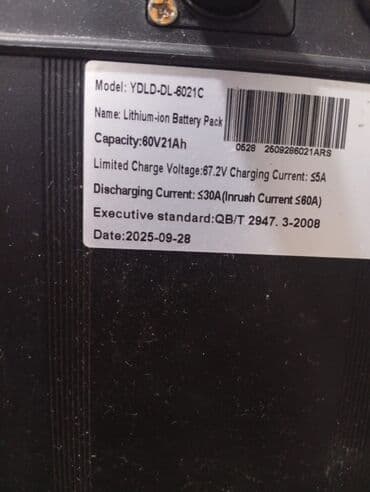 Model: YDLD-DL-6021C
Name: Lithium-ion Battery Pack
Capacity:60V21Ah
0528 2509286021ARS
Limited Charge Voltage:67.2V Charging Current: ≤5A
Discharging Current: ≤30A(Inrush Current ≤60A)
Executive standard:QB/T 2947. 3-2008
Date:2025-09-28